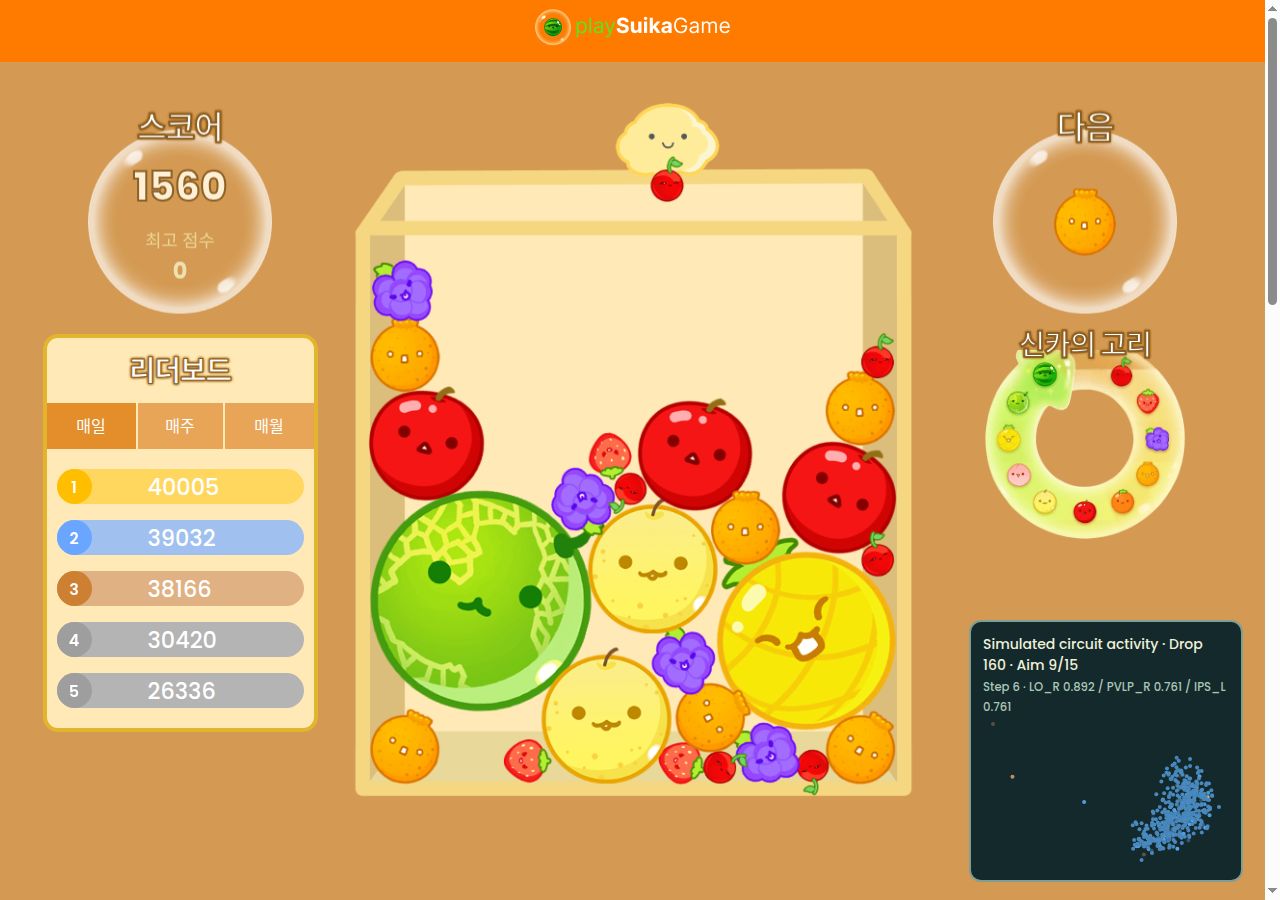 playSuikaGame
스코어
1560
최고 점수
0
리더보드
매일 매주 매월
1 40005
2 39032
3 38166
4 30420
5 26336
다음
신카의 고리
Simulated circuit activity · Drop
160 · Aim 9/15
Step 6 · LO_R 0.892 / PVLP_R 0.761 / IPS_L
0.761